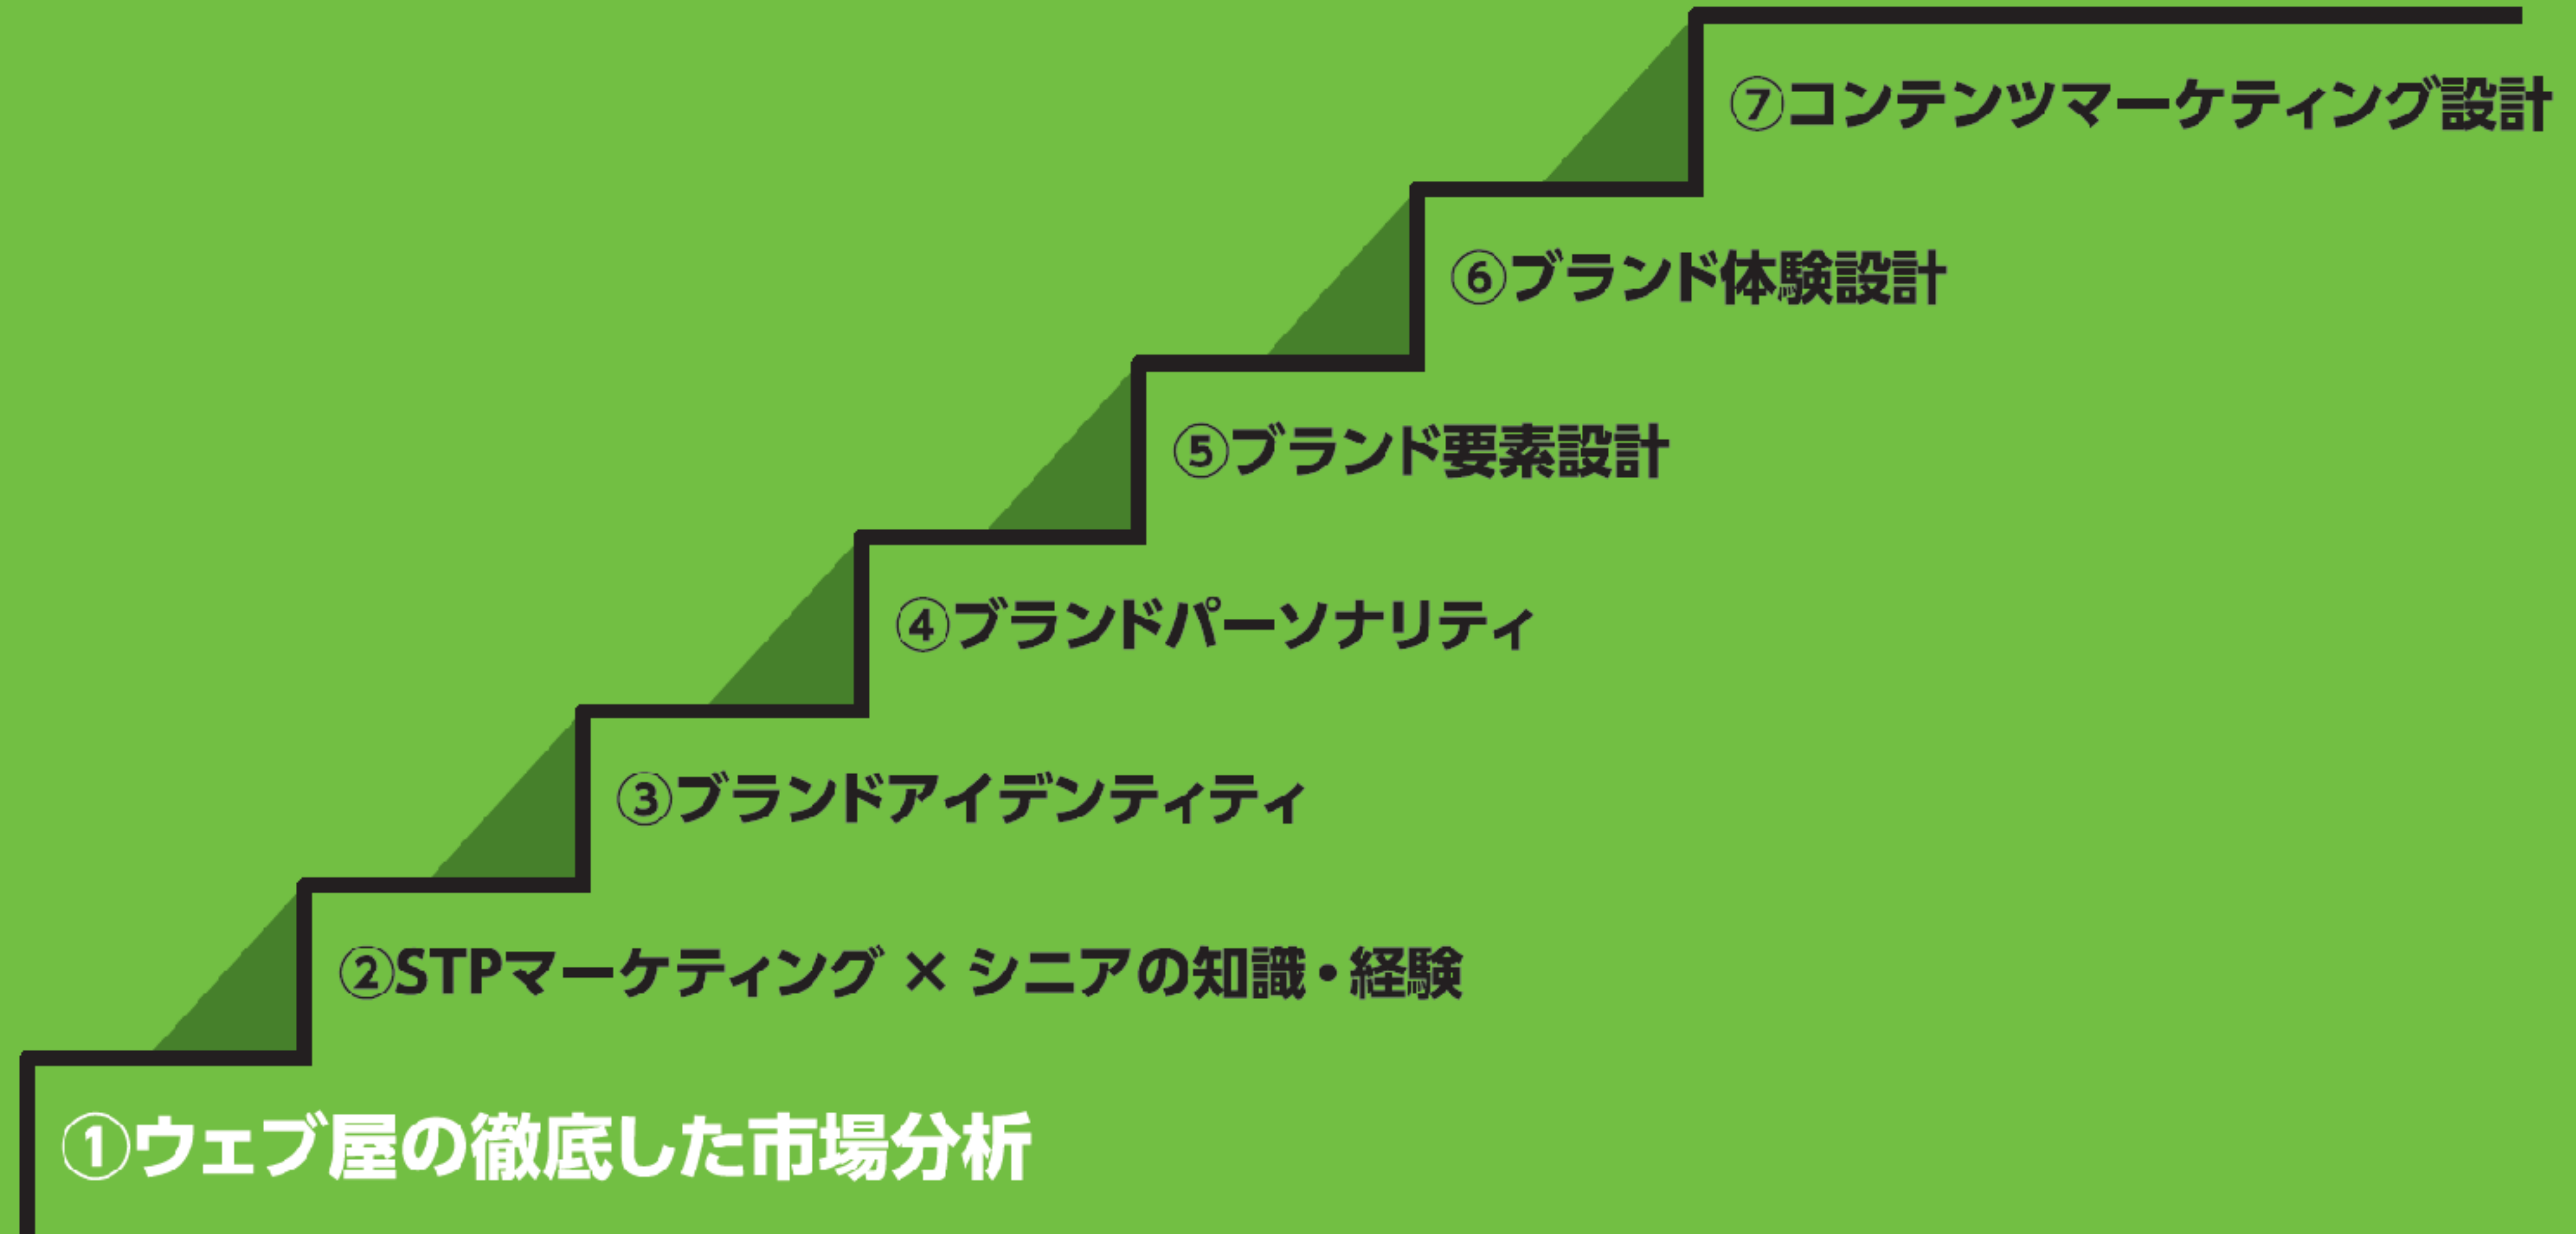 ⑦コンテンツマーケティング設計
⑥ブランド体験設計
⑤ブランド要素設計
④ブランドパーソナリティ
③ブランドアイデンティティ
②STPマーケティング × シニアの知識・経験
①ウェブ屋の徹底した市場分析